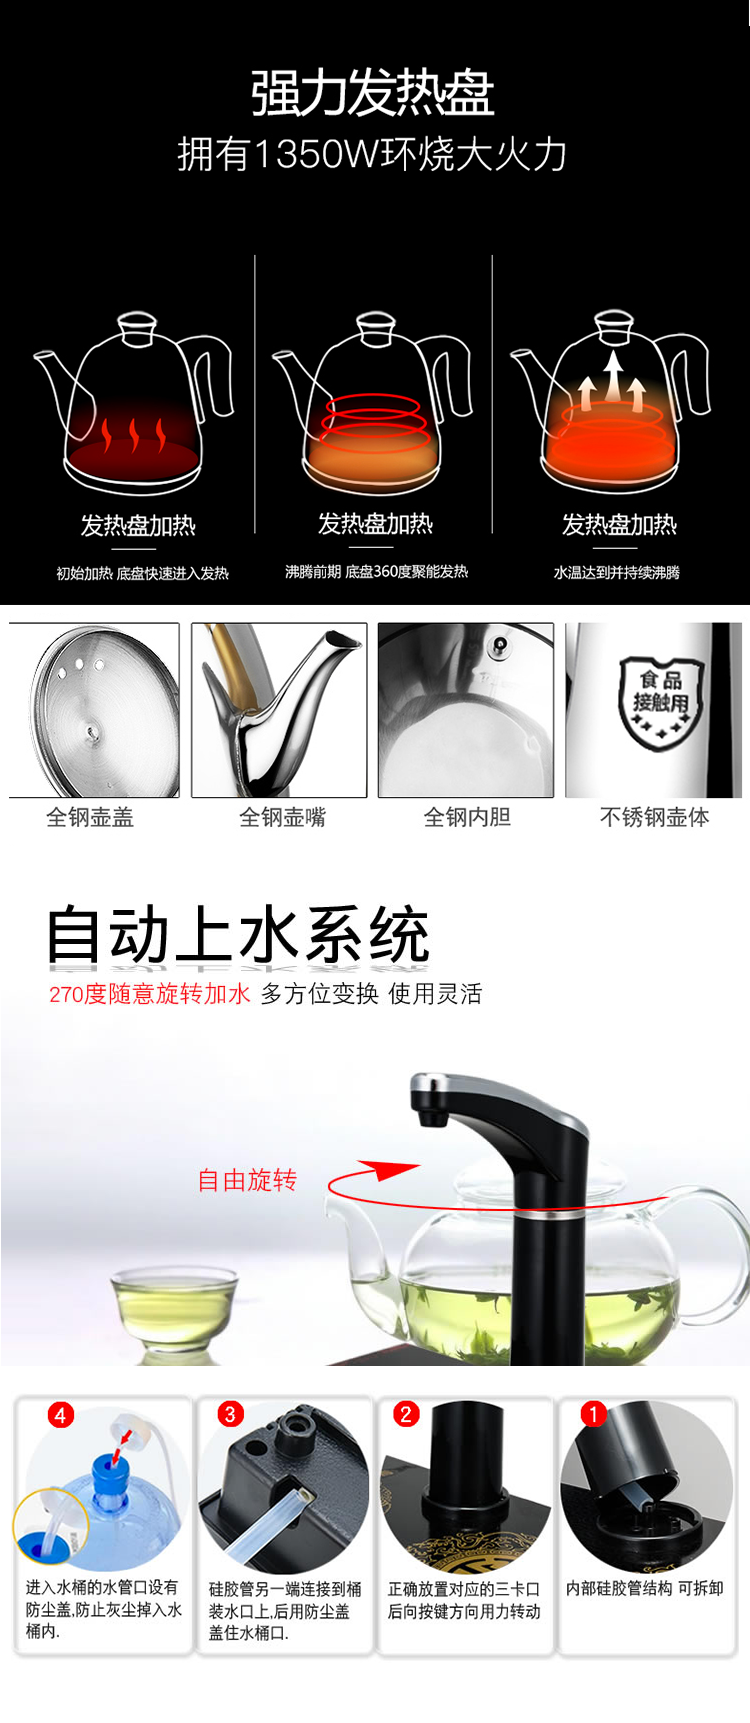 强力发热盘
拥有1350W环烧大火力
发热盘加热
初始加热 底盘快速进入发热
发热盘加热
沸腾前期 底盘360度聚能发热
发热盘加热
水温达到并持续沸腾
食品
接触用
全钢壶盖
全钢壶嘴
全钢内胆
不锈钢壶体
自动上水系统
270度随意旋转加水 多方位变换 使用灵活
自由旋转
4
进入水桶的水管口设有
防尘盖,防止灰尘掉入水
桶内.
3
硅胶管另一端连接到桶
装水口上,后用防尘盖
盖住水桶口.
2
正确放置对应的三卡口
后向按键方向用力转动
1
内部硅胶管结构 可拆卸